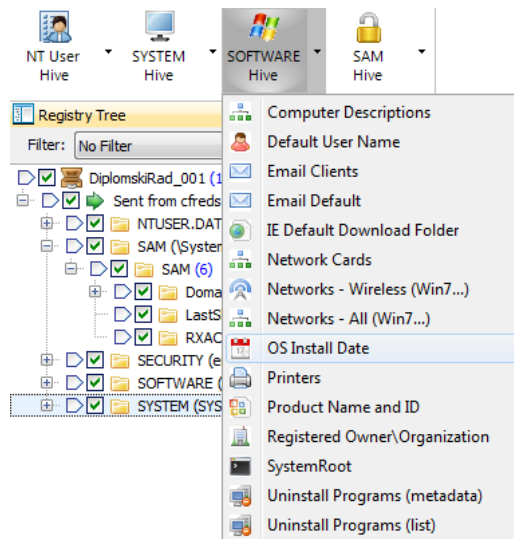 NT User
Hive
SYSTEM
Hive
SOFTWARE
Hive
SAM
Hive
Registry Tree
Filter: No Filter
DiplomskiRad_001 (1
Sent from cfreds
NTUSER.DAT
SAM (\System
SAM (6)
Doma
LastS
RXAC
SECURITY (e
SOFTWARE (
SYSTEM (SYS
Computer Descriptions
Default User Name
Email Clients
Email Default
IE Default Download Folder
Network Cards
Networks - Wireless (Win7...)
Networks - All (Win7...)
OS Install Date
Printers
Product Name and ID
Registered Owner\Organization
SystemRoot
Uninstall Programs (metadata)
Uninstall Programs (list)